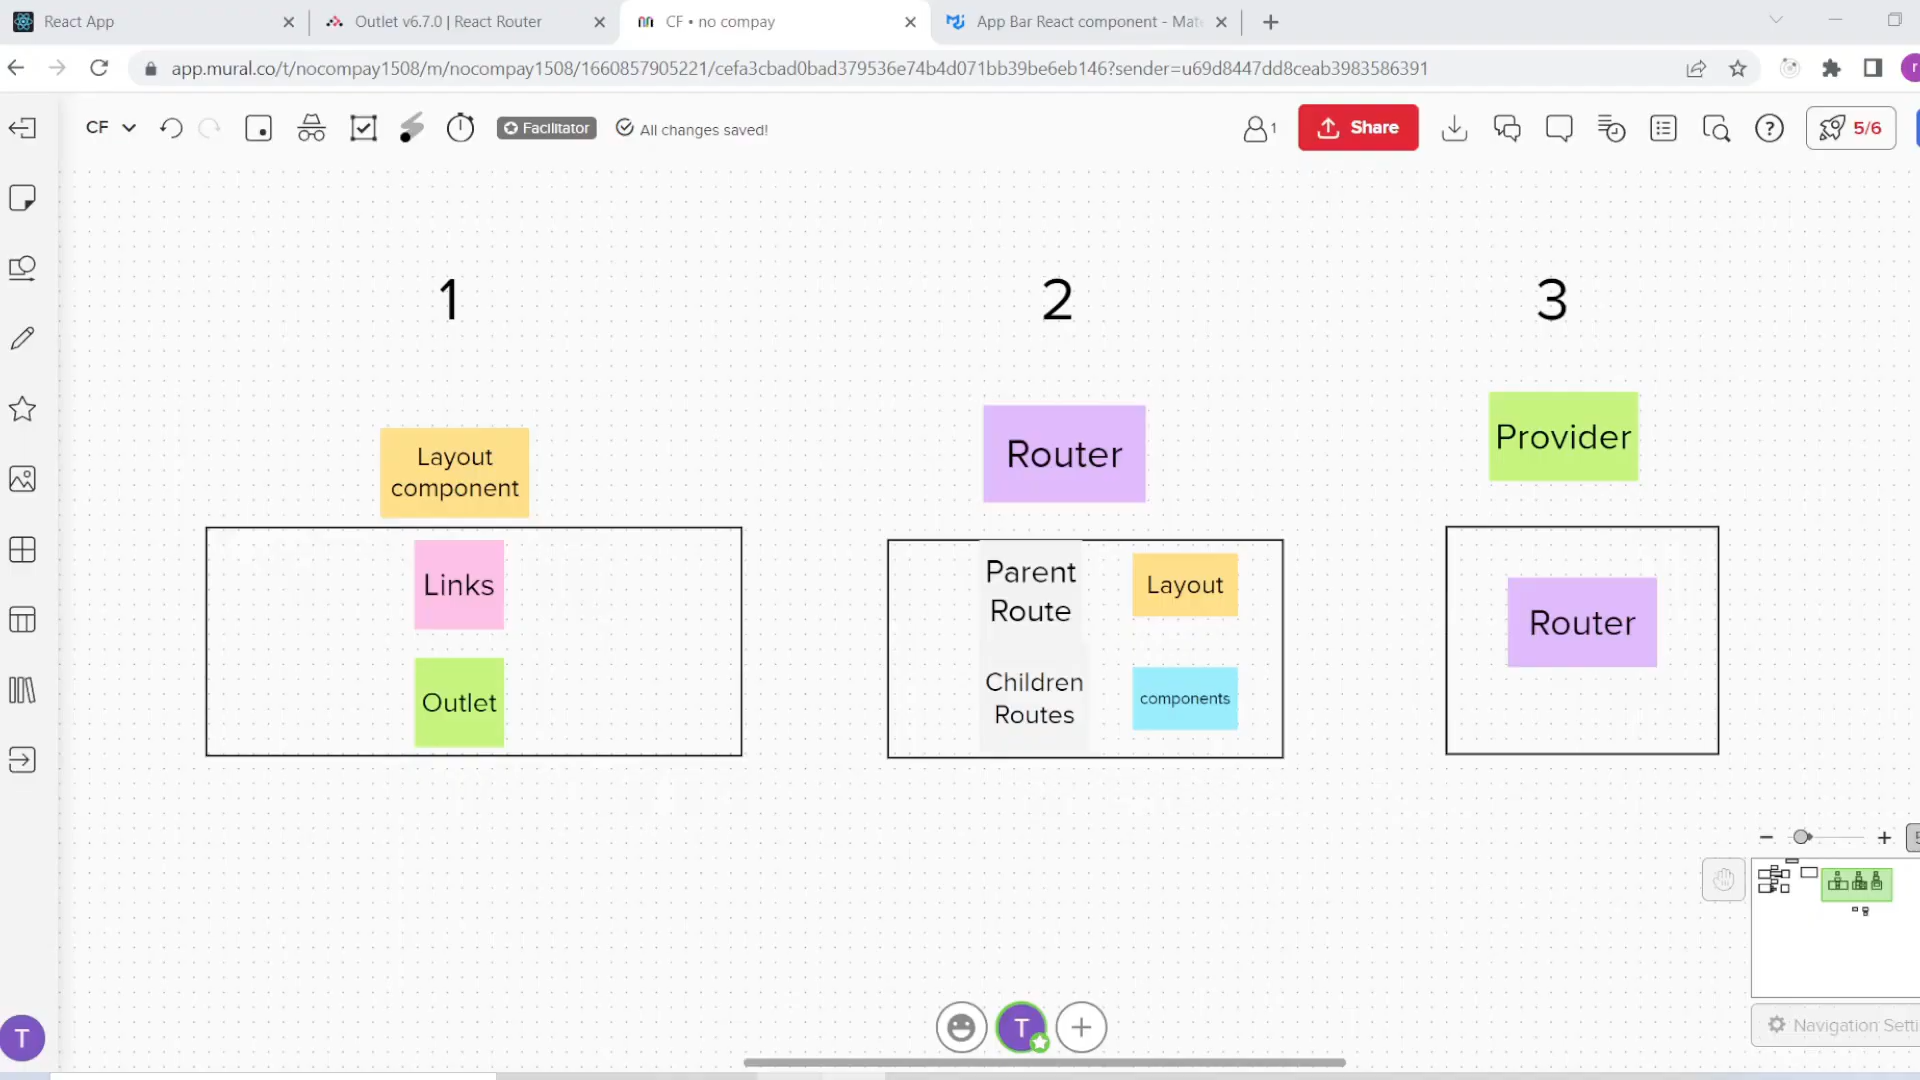 React App
Outlet v6.7.0 | React Router
CF • no compay
App Bar React component - Mat
app.mural.co/t/nocompay1508/m/nocompay1508/1660857905221/cefa3cbad0bad379536e74b4d071bb39be6eb146?sender=u69d8447dd8ceab3983586391
r
CF
Facilitator
All changes saved!
1
Share
?
5/6
1
2
3
Layout
component
Router
Provider
Links
Outlet
Parent
Route
Layout
Children
Routes
components
Router
T
T
Navigation Setti